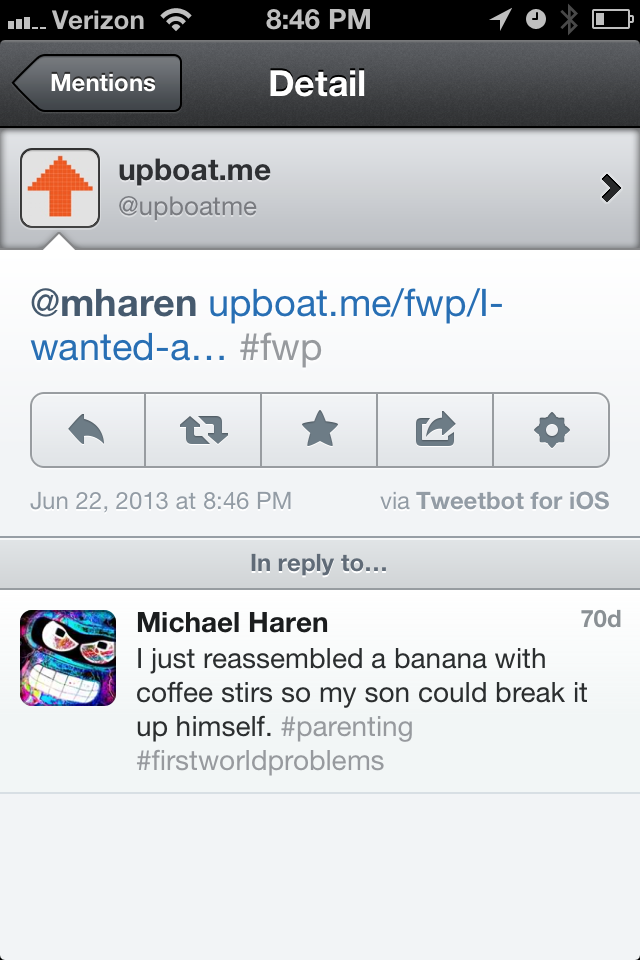 Verizon 8:46 PM
Mentions
Detail
upboat.me
@upboatme
@mharen upboat.me/fwp/I-
wanted-a... #fwp
Jun 22, 2013 at 8:46 PM via Tweetbot for iOS
In reply to...
Michael Haren 70d
I just reassembled a banana with
coffee stirs so my son could break it
up himself. #parenting
#firstworldproblems